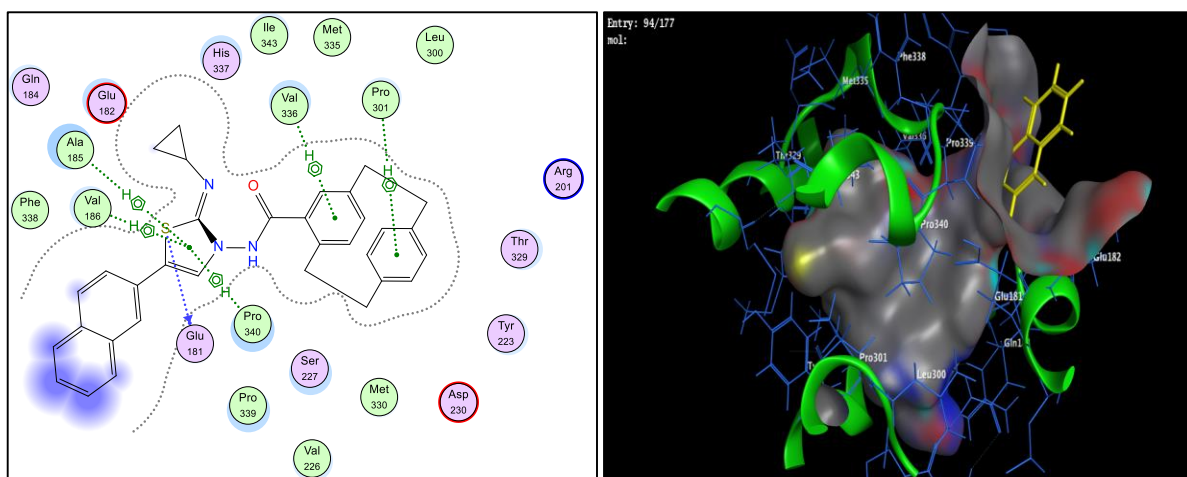 Ile
343
Met
335
Leu
300
His
337
Gln
184
Glu
182
Val
336
Pro
301
Ala
185
H
H
Arg
201
N
O
H
Phe
338
Val
186
H
S
N
N
H
Thr
329
H
Pro
340
Glu
181
Tyr
223
Ser
227
Pro
339
Met
330
Asp
230
Val
226
Entry: 94/177
mol:
Phe338
Met335
Pro339
Thr329
Pro340
Glu182
Glu181
Pro301
Leu300